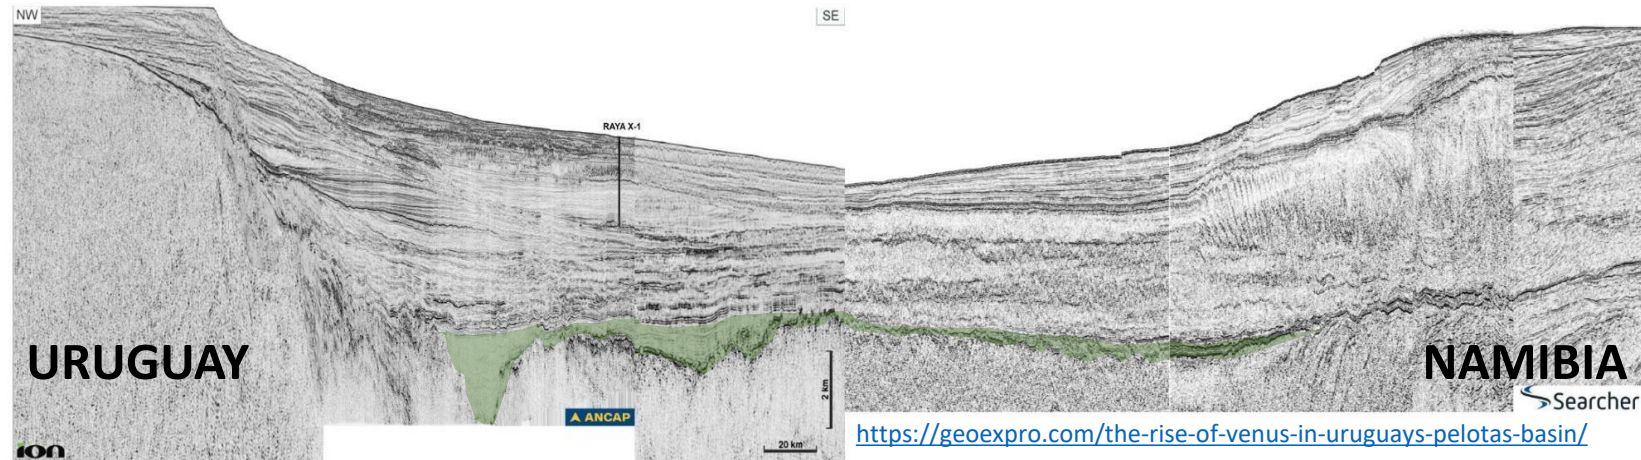 NW
SE
RAYA X-1
URUGUAY
NAMIBIA
2 km
ANCAP
20 km
ion
Searcher
https://geoexpro.com/the-rise-of-venus-in-uruguays-pelotas-basin/